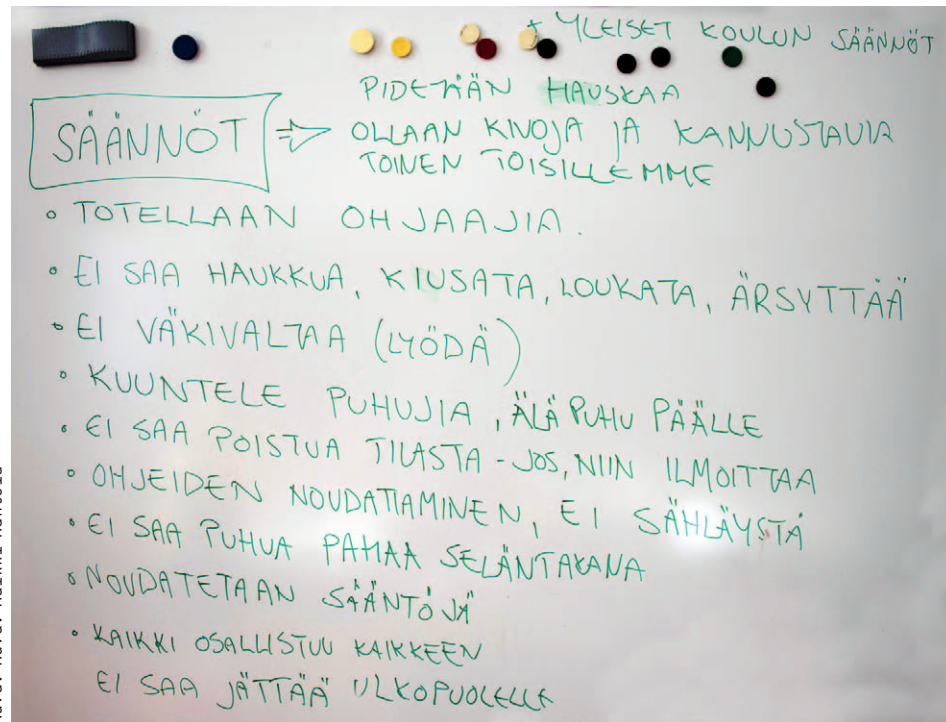 + YLEISET KOULUN SÄÄNNÖT
PIDETÄÄN HAUSKAA
SÄÄNNÖT ⇒ OLLAAN KIVOJA JA KANNUSTAVIA
TOINEN TOISILLEMME
• TOTELLAAN OHJAAJIA.
• EI SAA HAUKKUA, KIUSATA, LOUKATA, ÄRSYTTÄÄ
• EI VÄKIVALTAA (LYÖDÄ)
• KUUNTELE PUHUJIA, ÄLÄ PUHU PÄÄLLE
• EI SAA POISTUA TILASTA - JOS, NIIN ILMOITTAA
• OHJEIDEN NOUDATTAMINEN, EI SÄHLÄYSTÄ
• EI SAA PUHUA PAHAA SELÄNTAKANA
• NOUDATETAAN SÄÄNTÖJÄ
• KAIKKI OSALLISTUU KAIKKEEN
EI SAA JÄTTÄÄ ULKOPUOLELLE